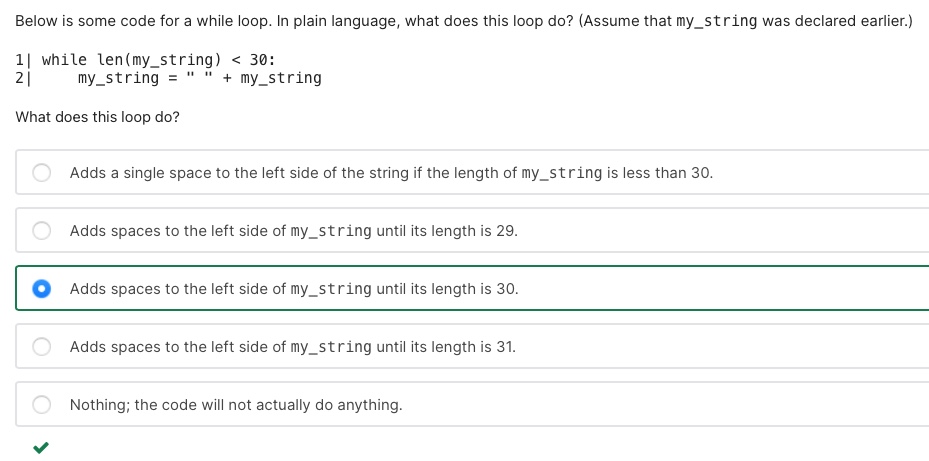 Below is some code for a while loop. In plain language, what does this loop do? (Assume that my_string was declared earlier.)
1| while len(my_string) < 30:
2|     my_string = " " + my_string
What does this loop do?
Adds a single space to the left side of the string if the length of my_string is less than 30.
Adds spaces to the left side of my_string until its length is 29.
Adds spaces to the left side of my_string until its length is 30.
Adds spaces to the left side of my_string until its length is 31.
Nothing; the code will not actually do anything.